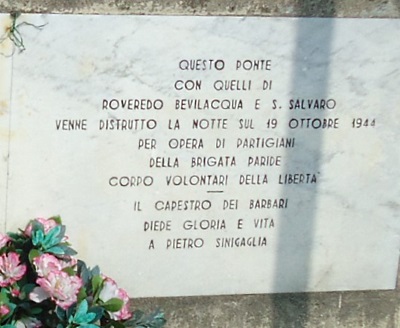 QUESTO PONTE
CON QUELLI DI
ROVEREDO BEVILACQUA E S. SALVARO
VENNE DISTRUTTO LA NOTTE SUL 19 OTTOBRE 1944
PER OPERA DI PARTIGIANI
DELLA BRIGATA PARIDE
CORPO VOLONTARI DELLA LIBERTA'
IL CAPESTRO DEI BARBARI
DIEDE GLORIA E VITA
A PIETRO SINIGAGLIA